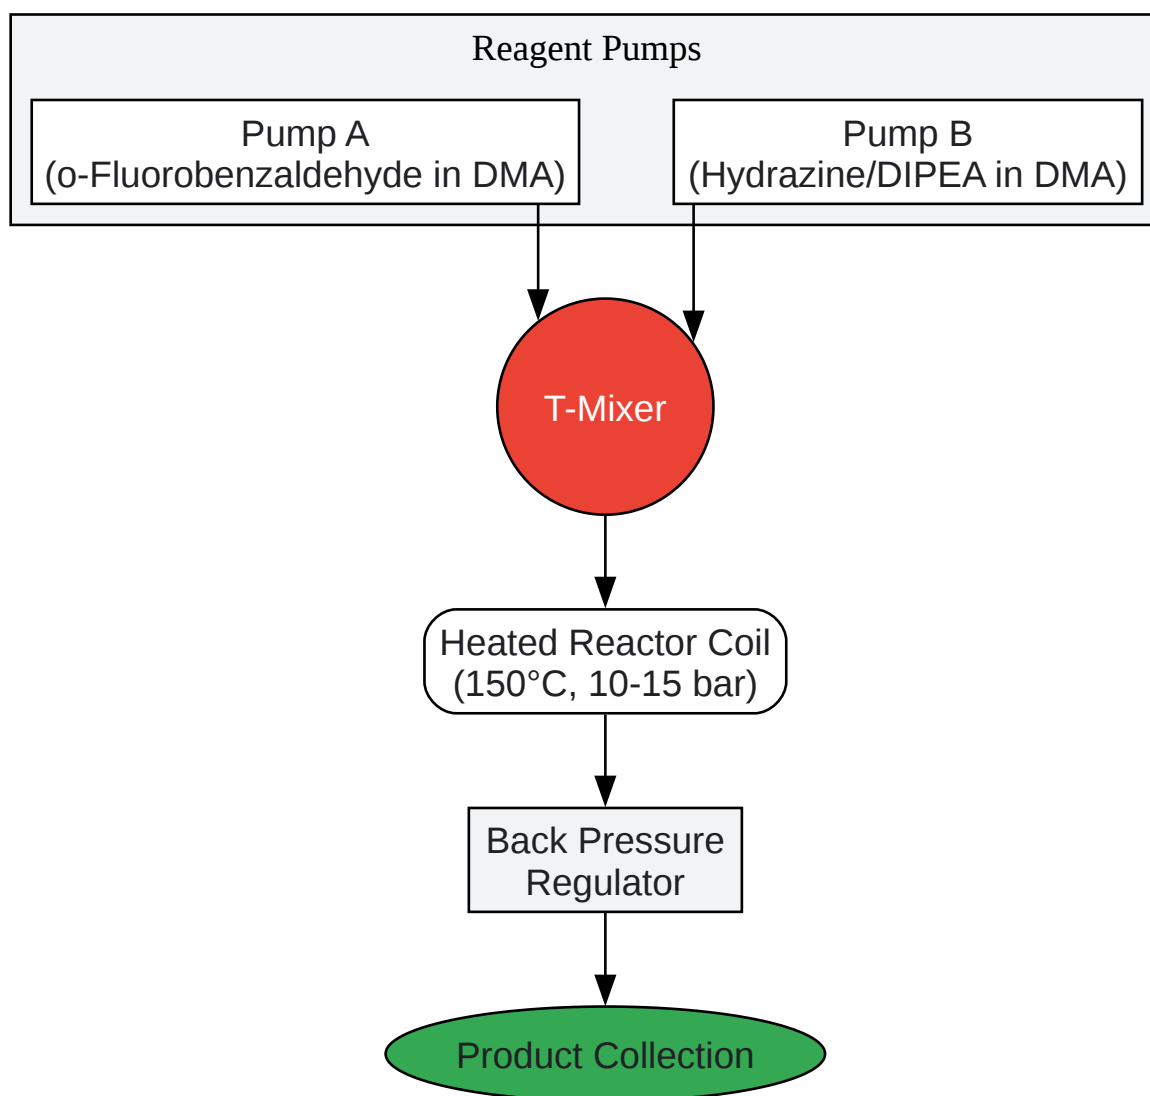 Reagent Pumps
Pump A
(o-Fluorobenzaldehyde in DMA)
Pump B
(Hydrazine/DIPEA in DMA)
T-Mixer
Heated Reactor Coil
(150°C, 10-15 bar)
Back Pressure
Regulator
Product Collection